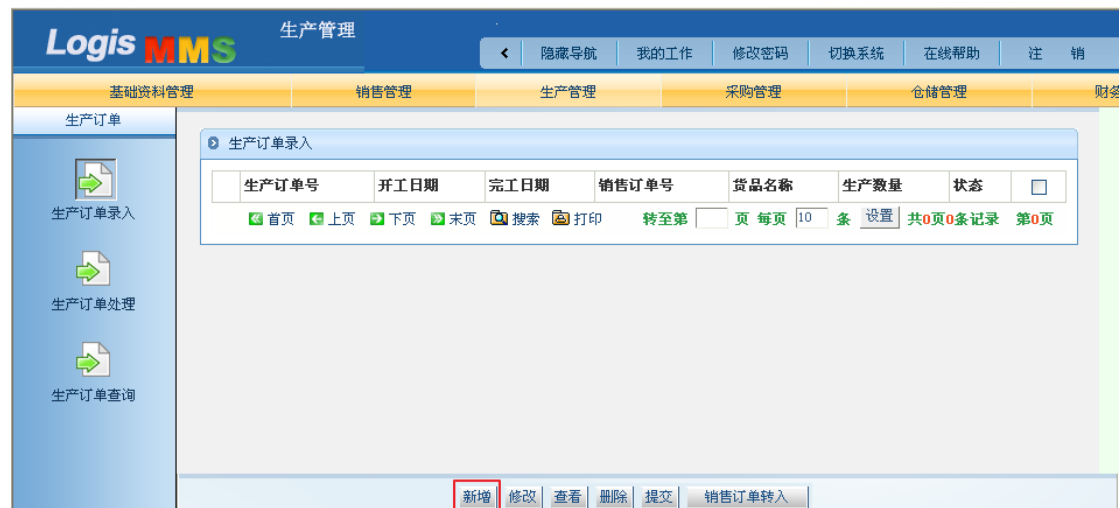 Logis MMS
生产管理
隐藏导航 我的工作 修改密码 切换系统 在线帮助 注 销
基础资料管理 销售管理 生产管理 采购管理 仓储管理 财务
生产订单
生产订单录入
生产订单号 开工日期 完工日期 销售订单号 货品名称 生产数量 状态
首页 上页 下页 末页 搜索 打印 转至第 页 每页 10 条 设置 共0页0条记录 第0页
生产订单录入
生产订单处理
生产订单查询
新增 修改 查看 删除 提交 销售订单转入